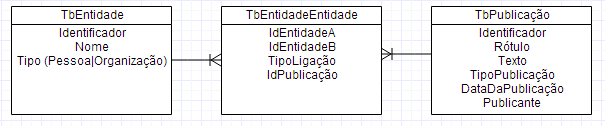 TbEntidade
Identificador
Nome
Tipo (Pessoa|Organização)
TbEntidadeEntidade
IdEntidadeA
IdEntidadeB
TipoLigação
IdPublicação
TbPublicação
Identificador
Rótulo
Texto
TipoPublicação
DataDaPublicação
Publicante